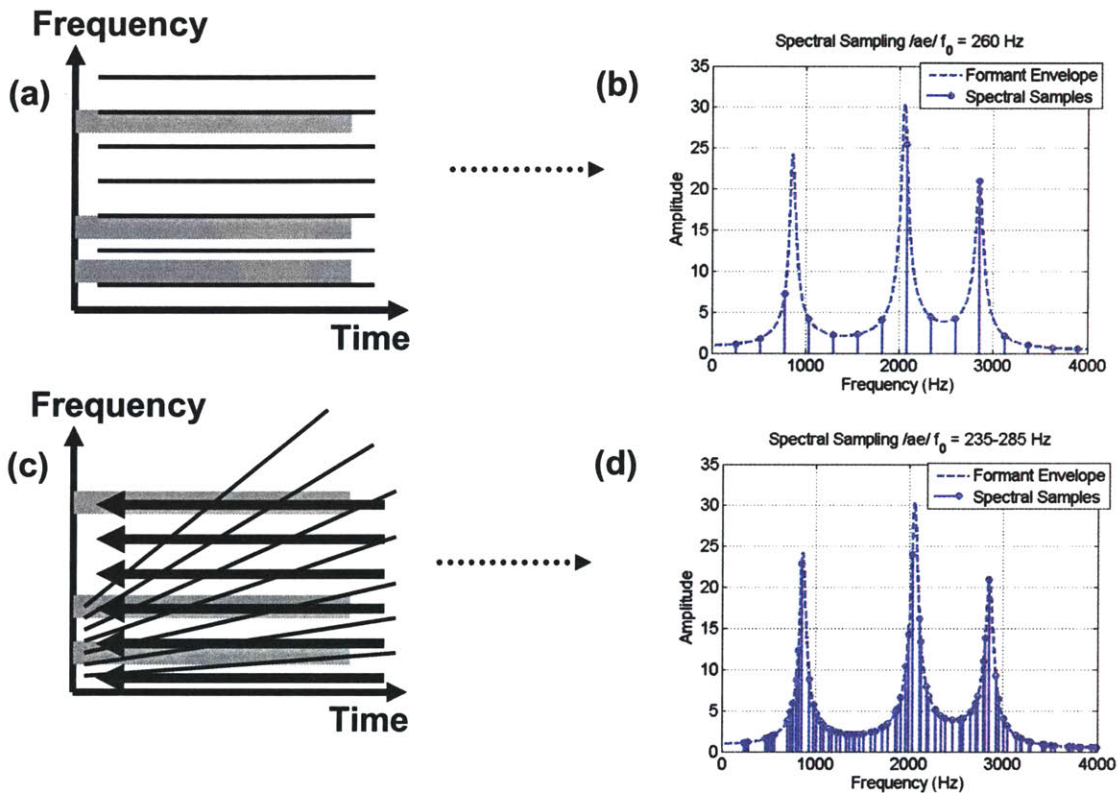 Frequency
(a)
Time
(b)
Spectral Sampling /ae/ f0 = 260 Hz
Formant Envelope
Spectral Samples
35
30
25
20
15
10
5
0
Amplitude
0 1000 2000 3000 4000
Frequency (Hz)
Frequency
(c)
Time
(d)
Spectral Sampling /ae/ f0 = 235-285 Hz
Formant Envelope
Spectral Samples
35
30
25
20
15
10
5
0
Amplitude
0 1000 2000 3000 4000
Frequency (Hz)